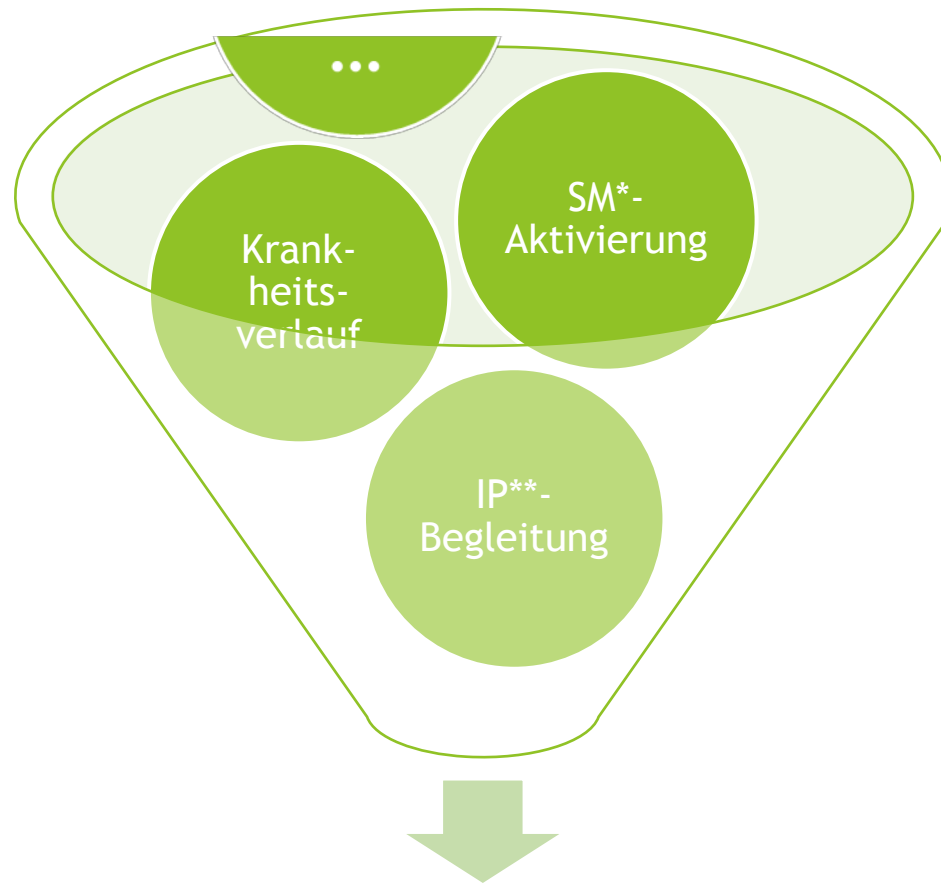 ...
SM*-
Aktivierung
Krank-
heits-
verlauf
IP**-
Begleitung